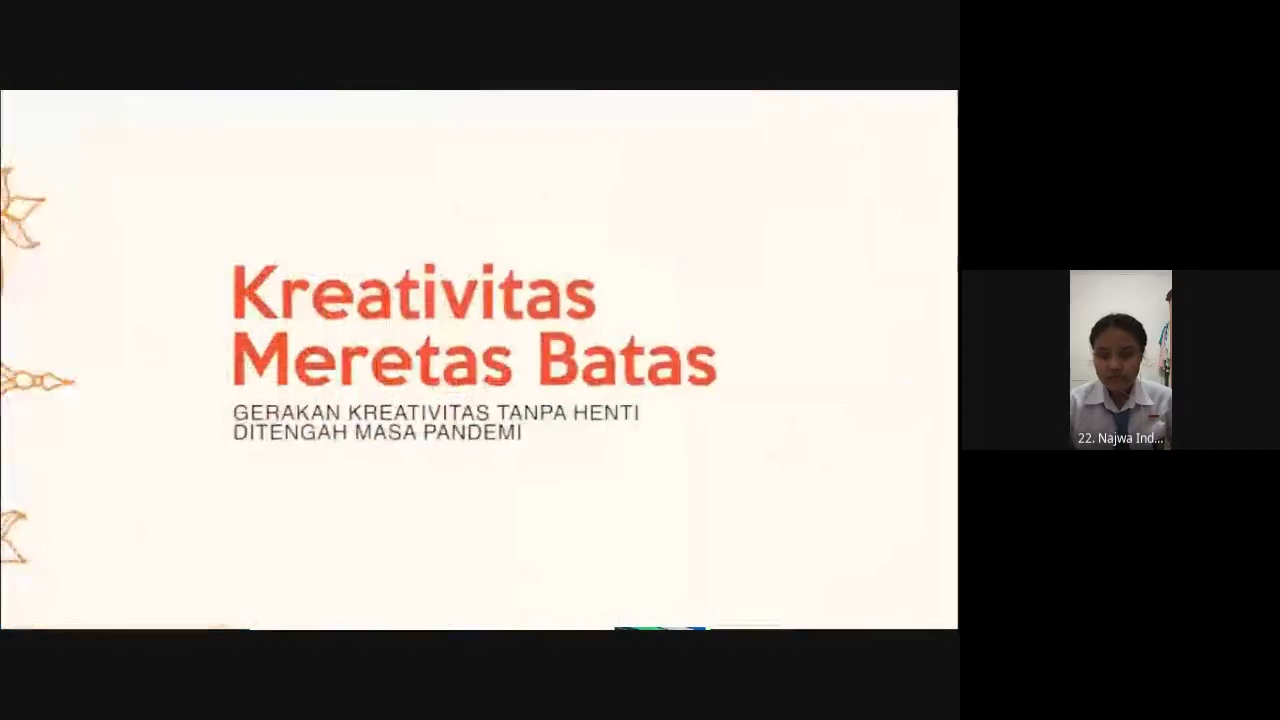 Kreativitas
Meretas Batas
GERAKAN KREATIVITAS TANPA HENTI
DITENGAH MASA PANDEMI
22. Najwa Ind...